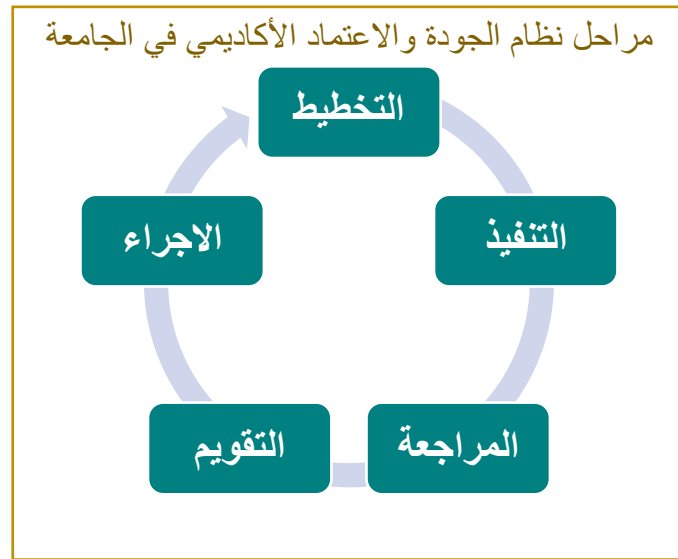 مراحل نظام الجودة والاعتماد الأكاديمي في الجامعة
التخطيط
التنفيذ
المراجعة
التقويم
الاجراء